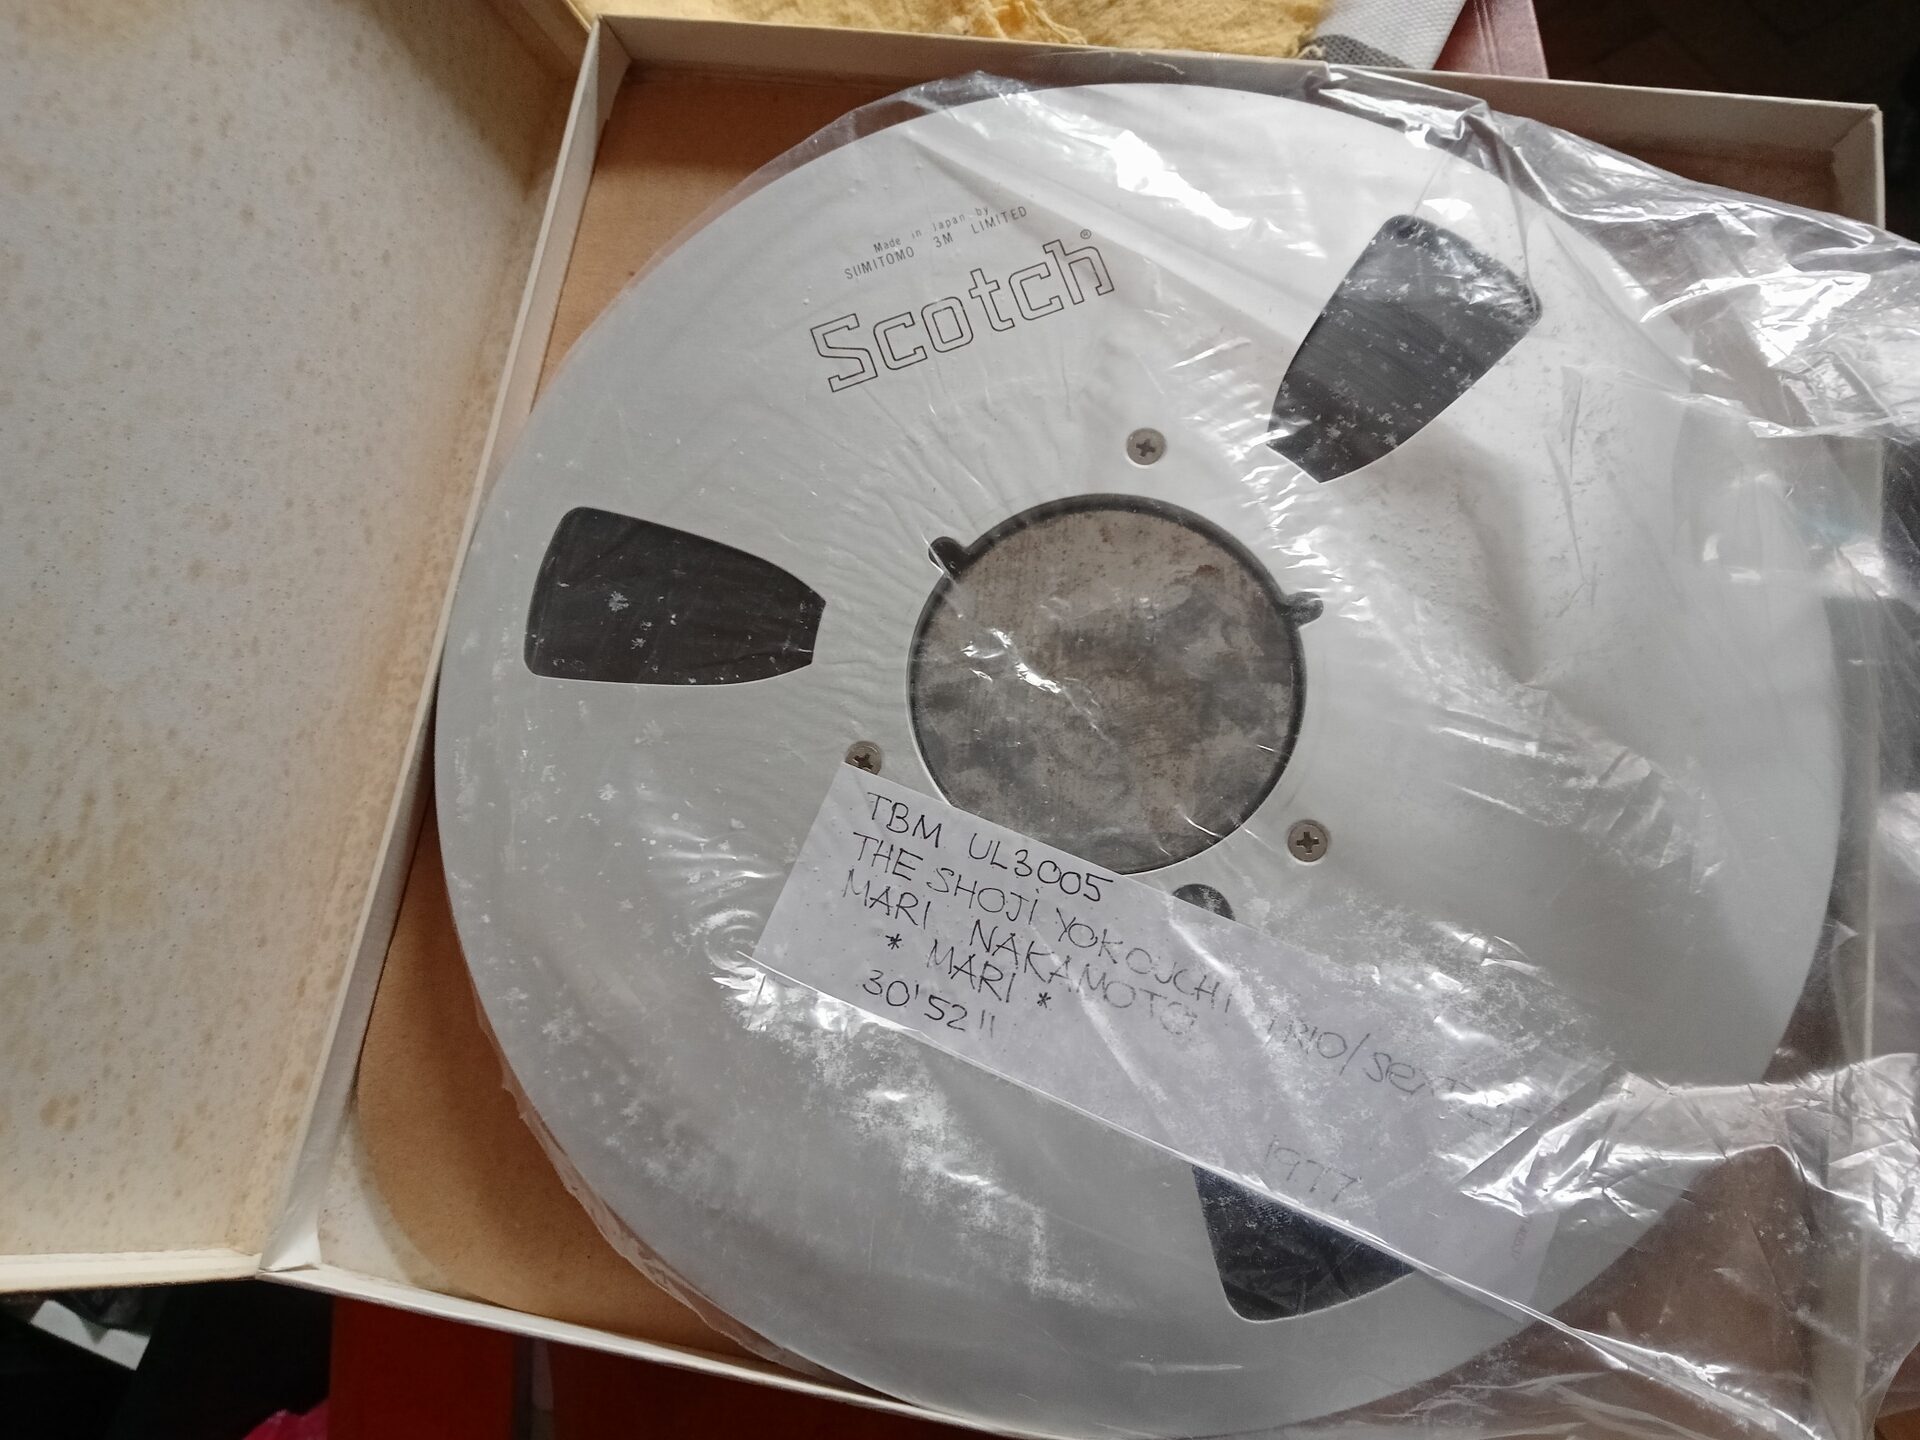 Made in Japan by
SUMITOMO 3M LIMITED
Scotch®
TBM UL3005
THE SHOJI YOKOUCHI TRIO/SEXTET
MARI NAKAMOTO
* MARI *
30'52"
1977